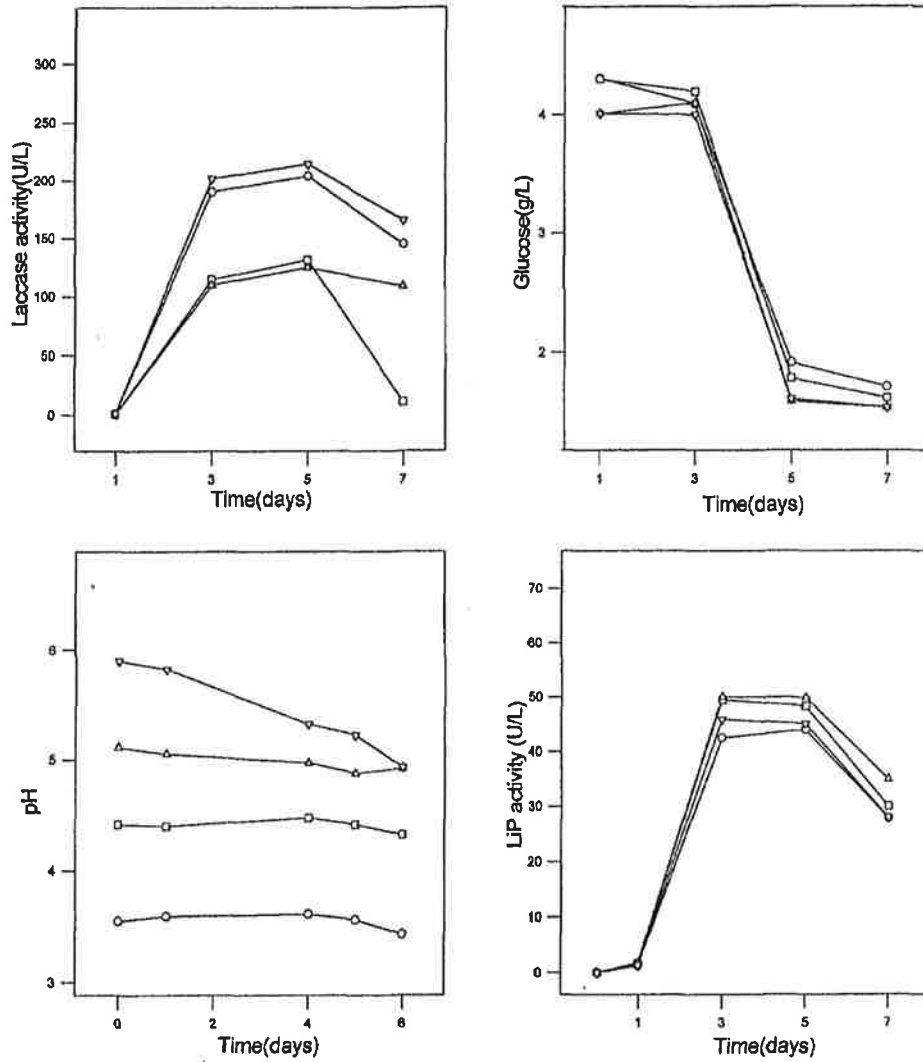 300
250
200
150
100
50
0
Laccase activity(U/L)
1 3 5 7
Time(days)
4
3
2
Glucose(g/L)
1 3 5 7
Time(days)
6
5
4
3
pH
0 2 4 6
Time(days)
70
60
50
40
30
20
10
0
LiP activity (U/L)
1 3 5 7
Time(days)